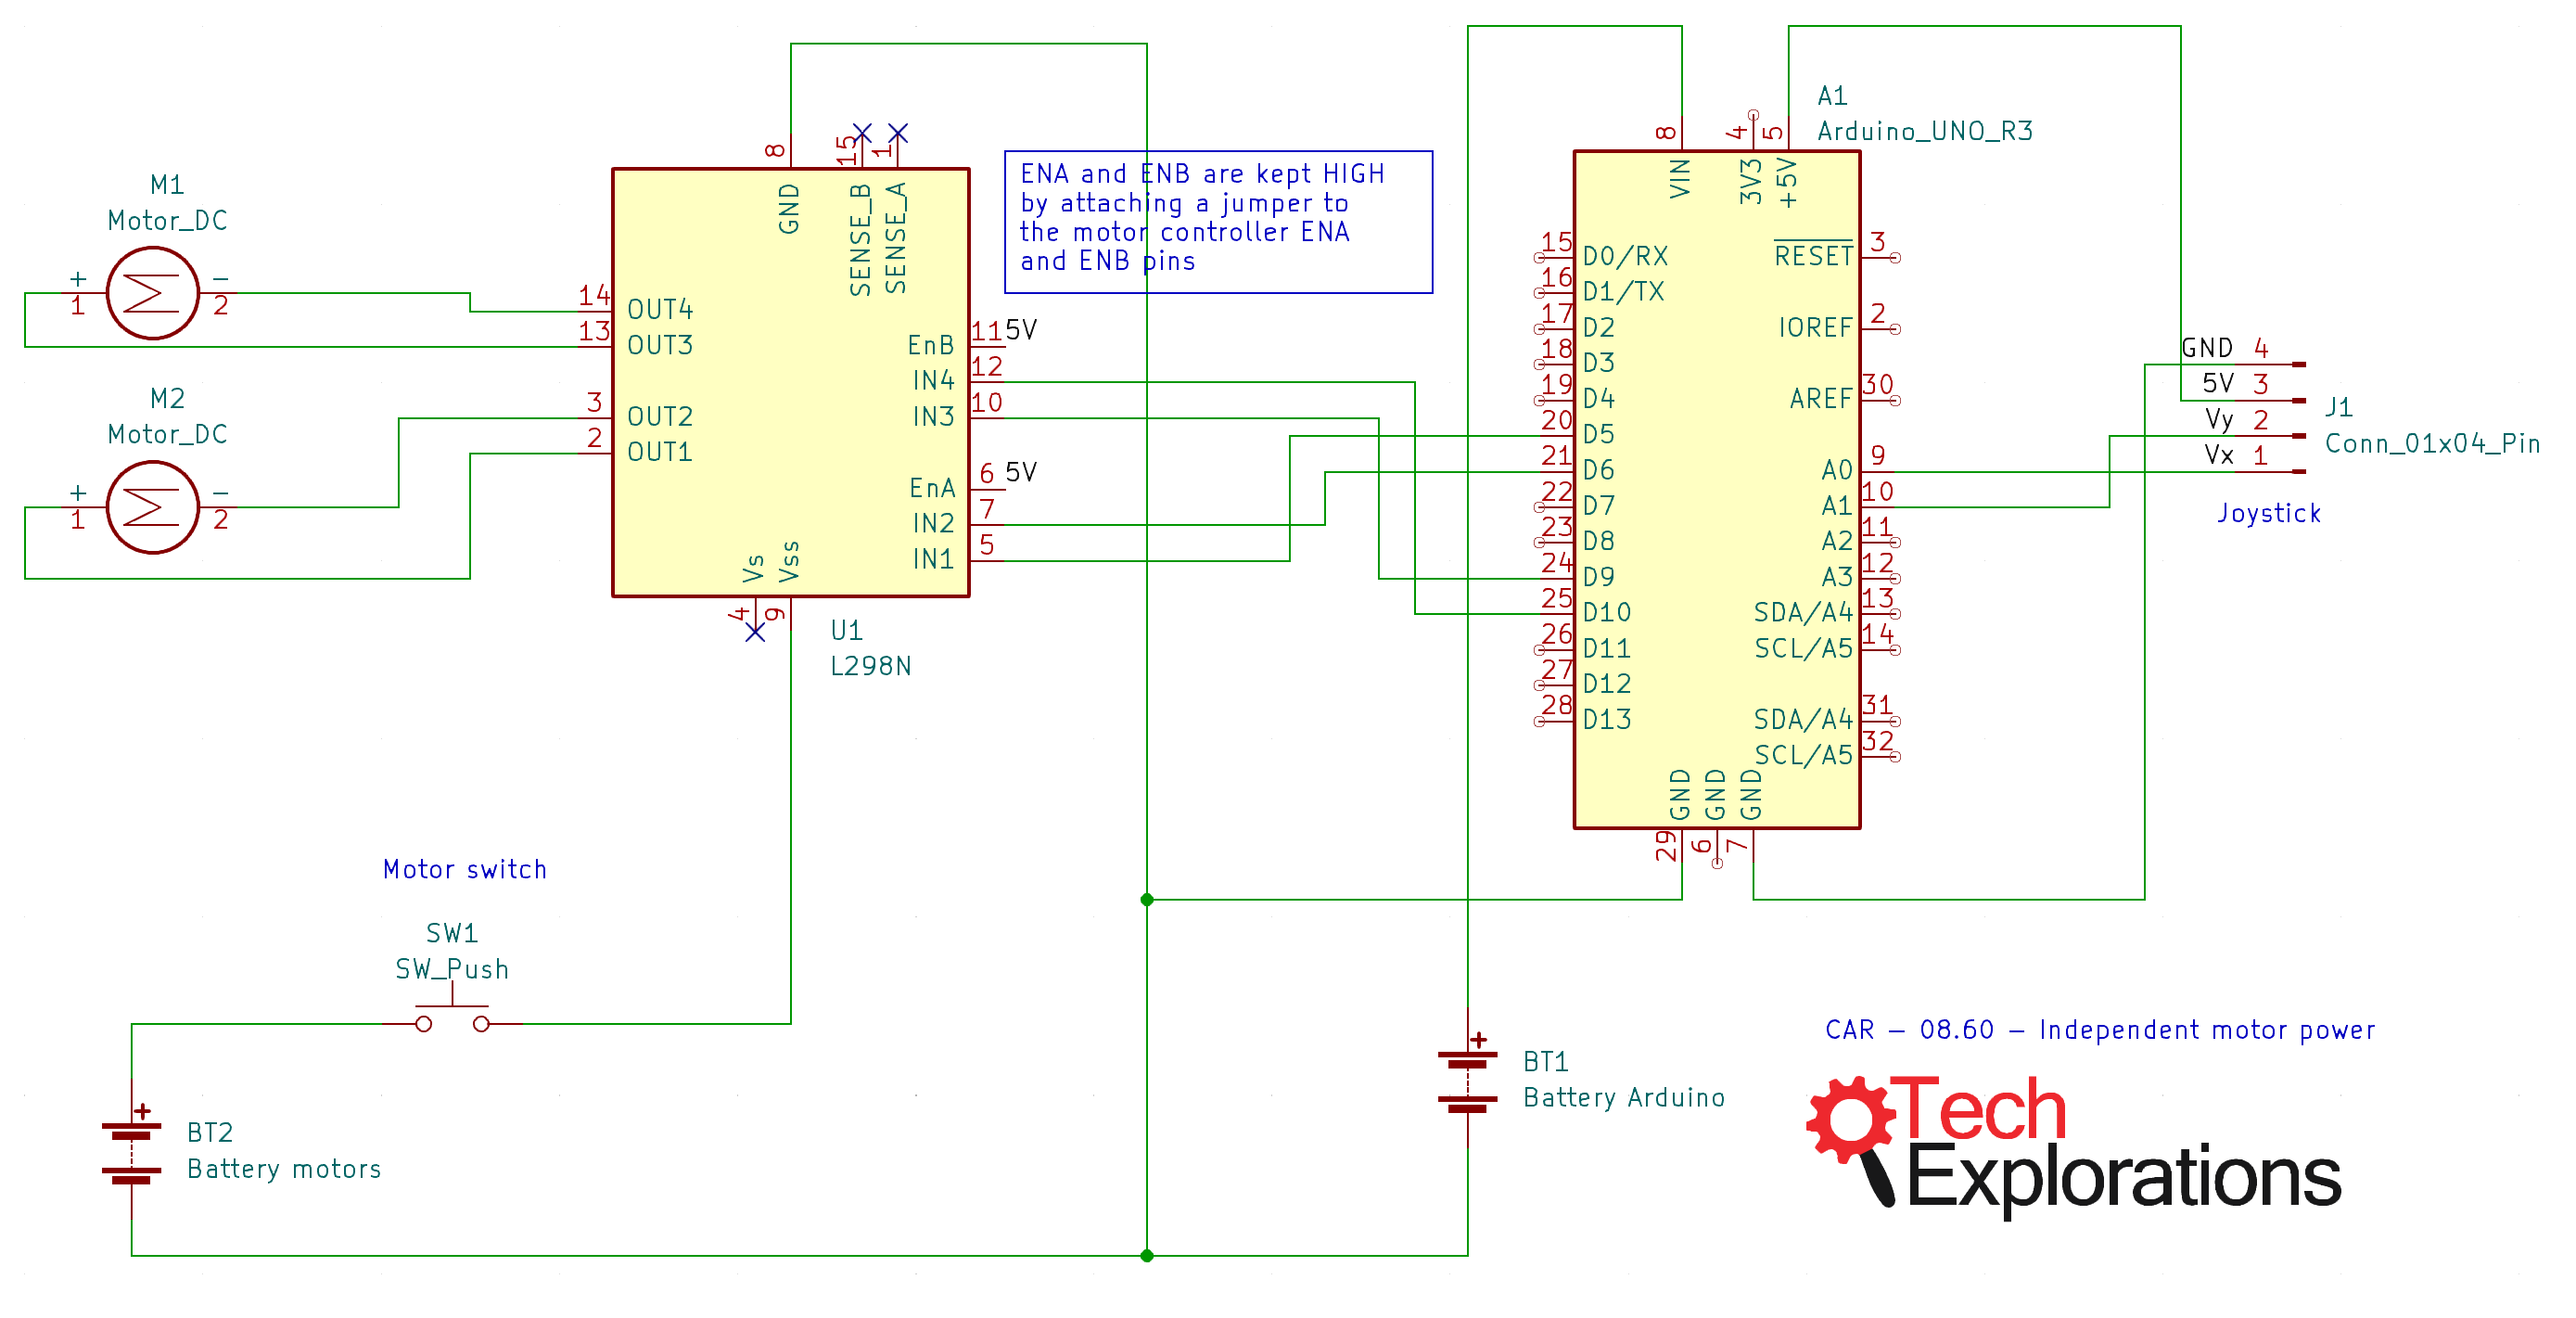 M1
Motor_DC
+
1
−
2
M2
Motor_DC
+
1
−
2
8
15
1
GND
SENSE_B
SENSE_A
14
OUT4
13
OUT3
3
OUT2
2
OUT1
EnB
11
5V
IN4
12
IN3
10
EnA
6
5V
IN2
7
IN1
5
Vs
Vss
4
9
U1
L298N
ENA and ENB are kept HIGH
by attaching a jumper to
the motor controller ENA
and ENB pins
A1
Arduino_UNO_R3
8
4
5
VIN
3V3
+5V
15
D0/RX
16
D1/TX
17
D2
18
D3
19
D4
20
D5
21
D6
22
D7
23
D8
24
D9
25
D10
26
D11
27
D12
28
D13
RESET
3
IOREF
2
AREF
30
A0
9
A1
10
A2
11
A3
12
SDA/A4
13
SCL/A5
14
SDA/A4
31
SCL/A5
32
GND
GND
GND
29
6
7
GND 4
5V 3
Vy 2
Vx 1
J1
Conn_01x04_Pin
Joystick
Motor switch
SW1
SW_Push
+
BT2
Battery motors
+
BT1
Battery Arduino
CAR – 08.60 – Independent motor power
Tech
Explorations